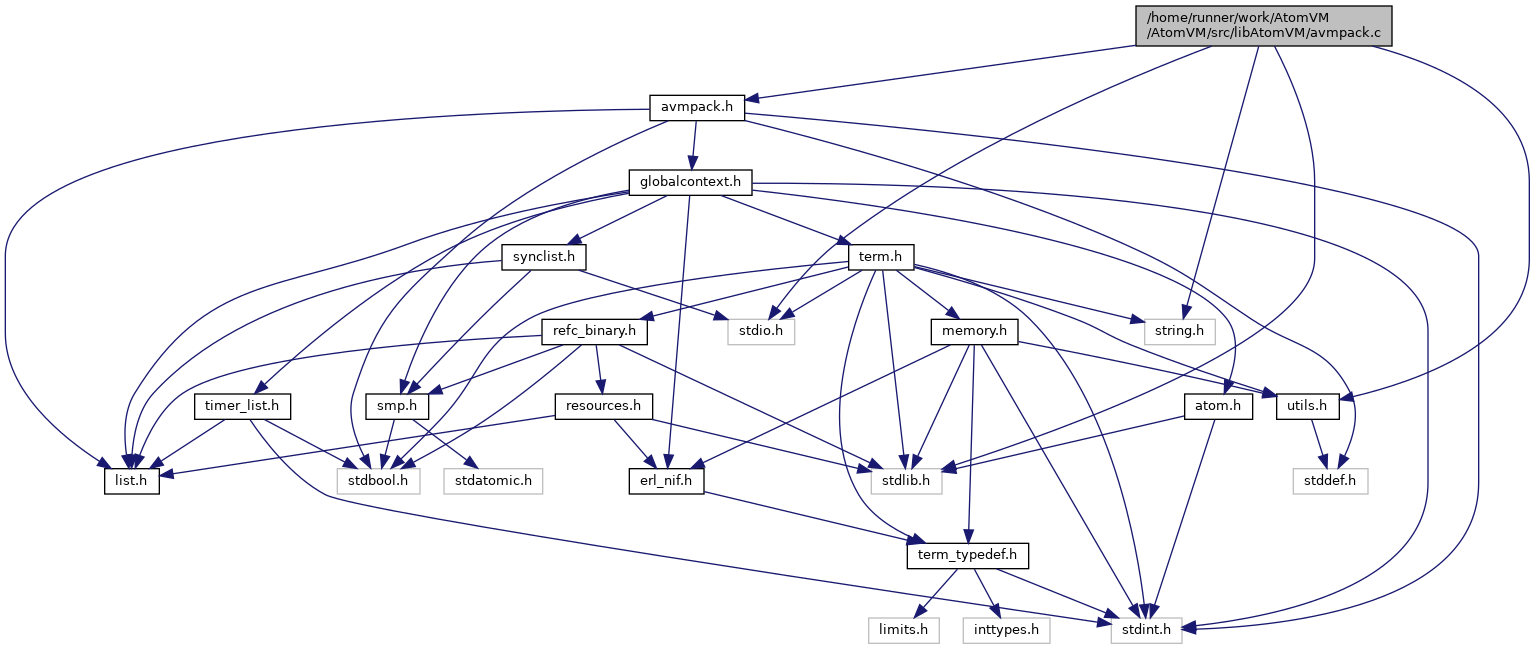 /home/runner/work/AtomVM
/AtomVM/src/libAtomVM/avmpack.c
avmpack.h
globalcontext.h
synclist.h
term.h
refc_binary.h
stdio.h
memory.h
string.h
timer_list.h
smp.h
resources.h
atom.h
utils.h
list.h
stdbool.h
stdatomic.h
erl_nif.h
stdlib.h
stddef.h
term_typedef.h
limits.h
inttypes.h
stdint.h